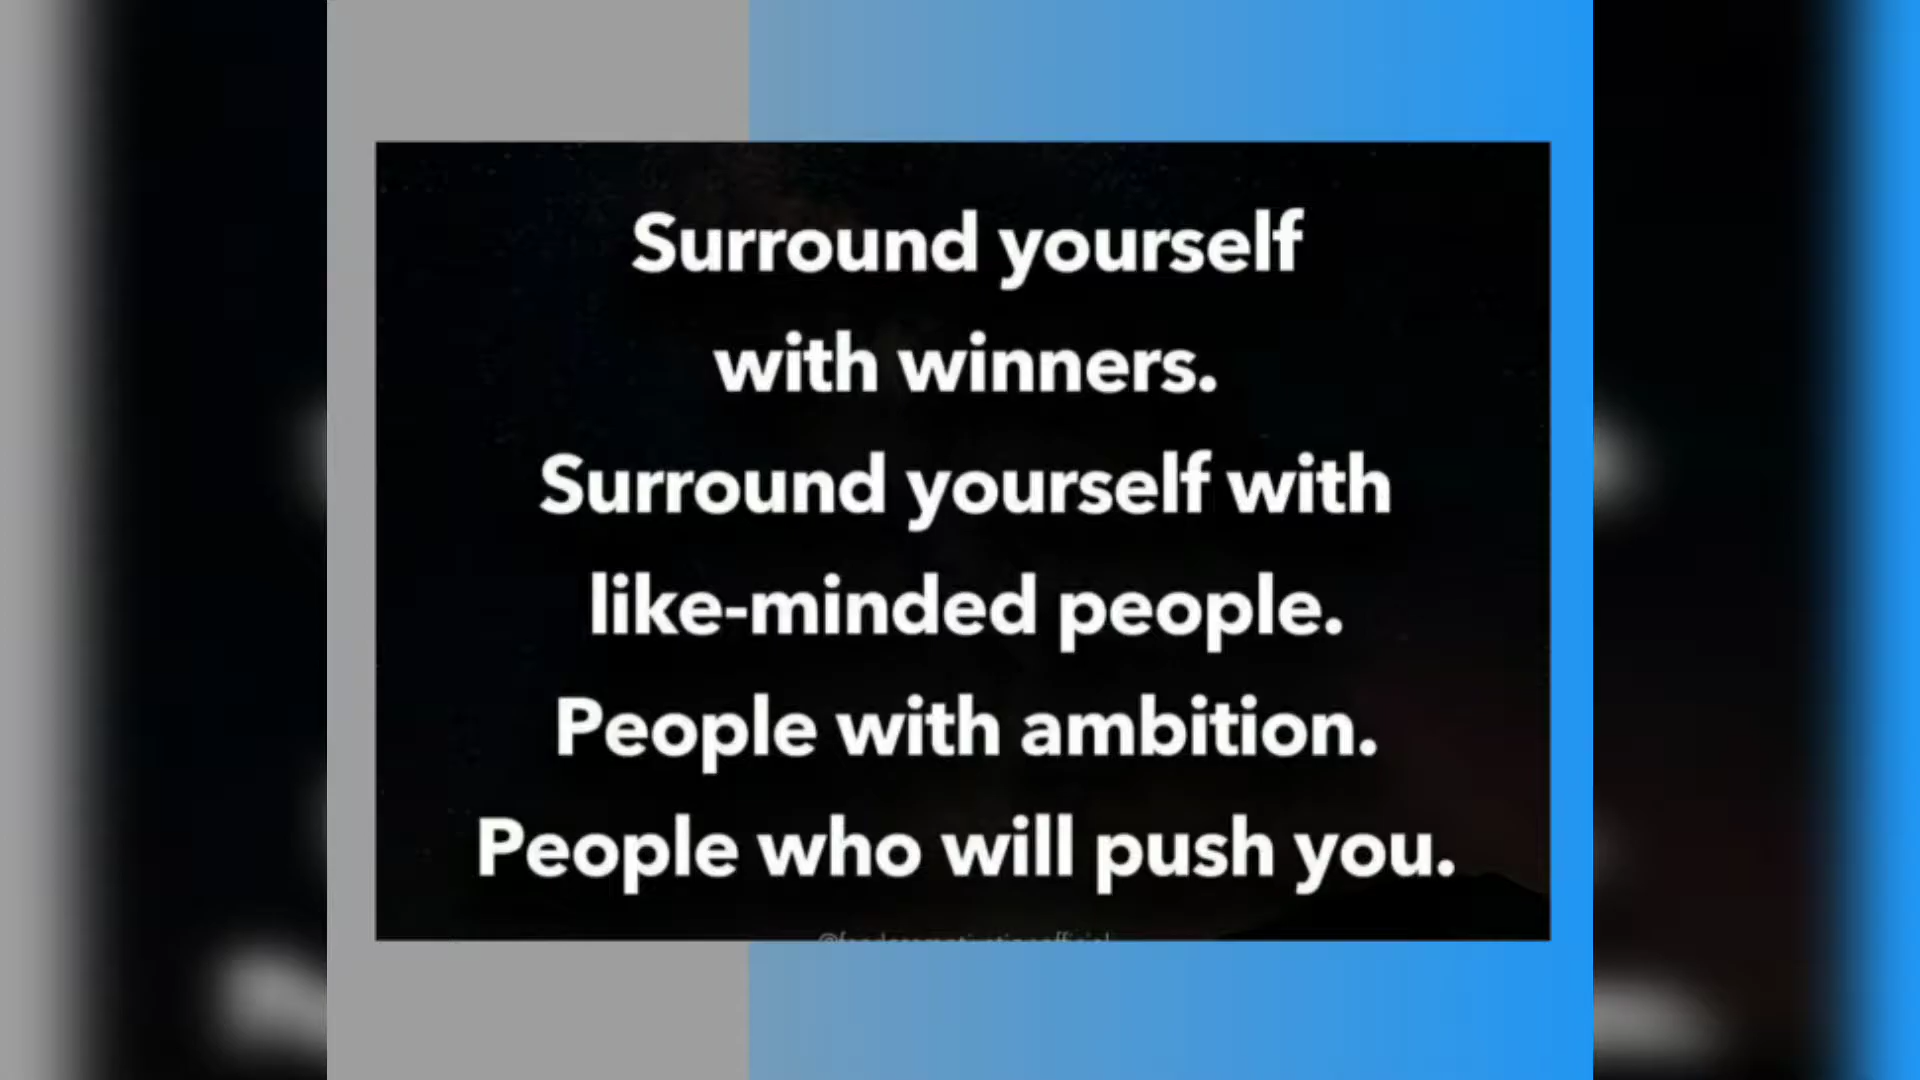 Surround yourself
with winners.
Surround yourself with
like-minded people.
People with ambition.
People who will push you.